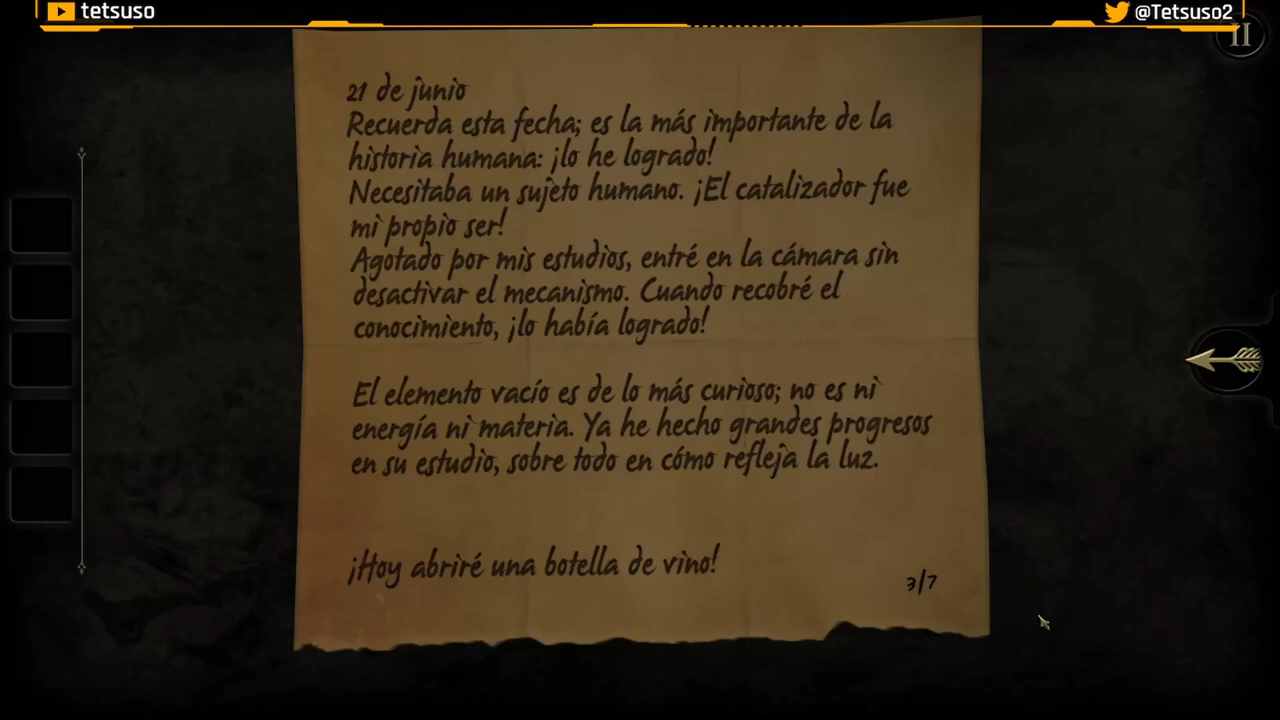 tetsuso
@Tetsuso2
21 de junio
Recuerda esta fecha; es la más importante de la
historia humana: ¡lo he logrado!
Necesitaba un sujeto humano. ¡El catalizador fue
mi propio ser!
Agotado por mis estudios, entré en la cámara sin
desactivar el mecanismo. Cuando recobré el
conocimiento, ¡lo había logrado!
El elemento vacío es de lo más curioso; no es ni
energía ni materia. Ya he hecho grandes progresos
en su estudio, sobre todo en cómo refleja la luz.
¡Hoy abriré una botella de vino!
3/7